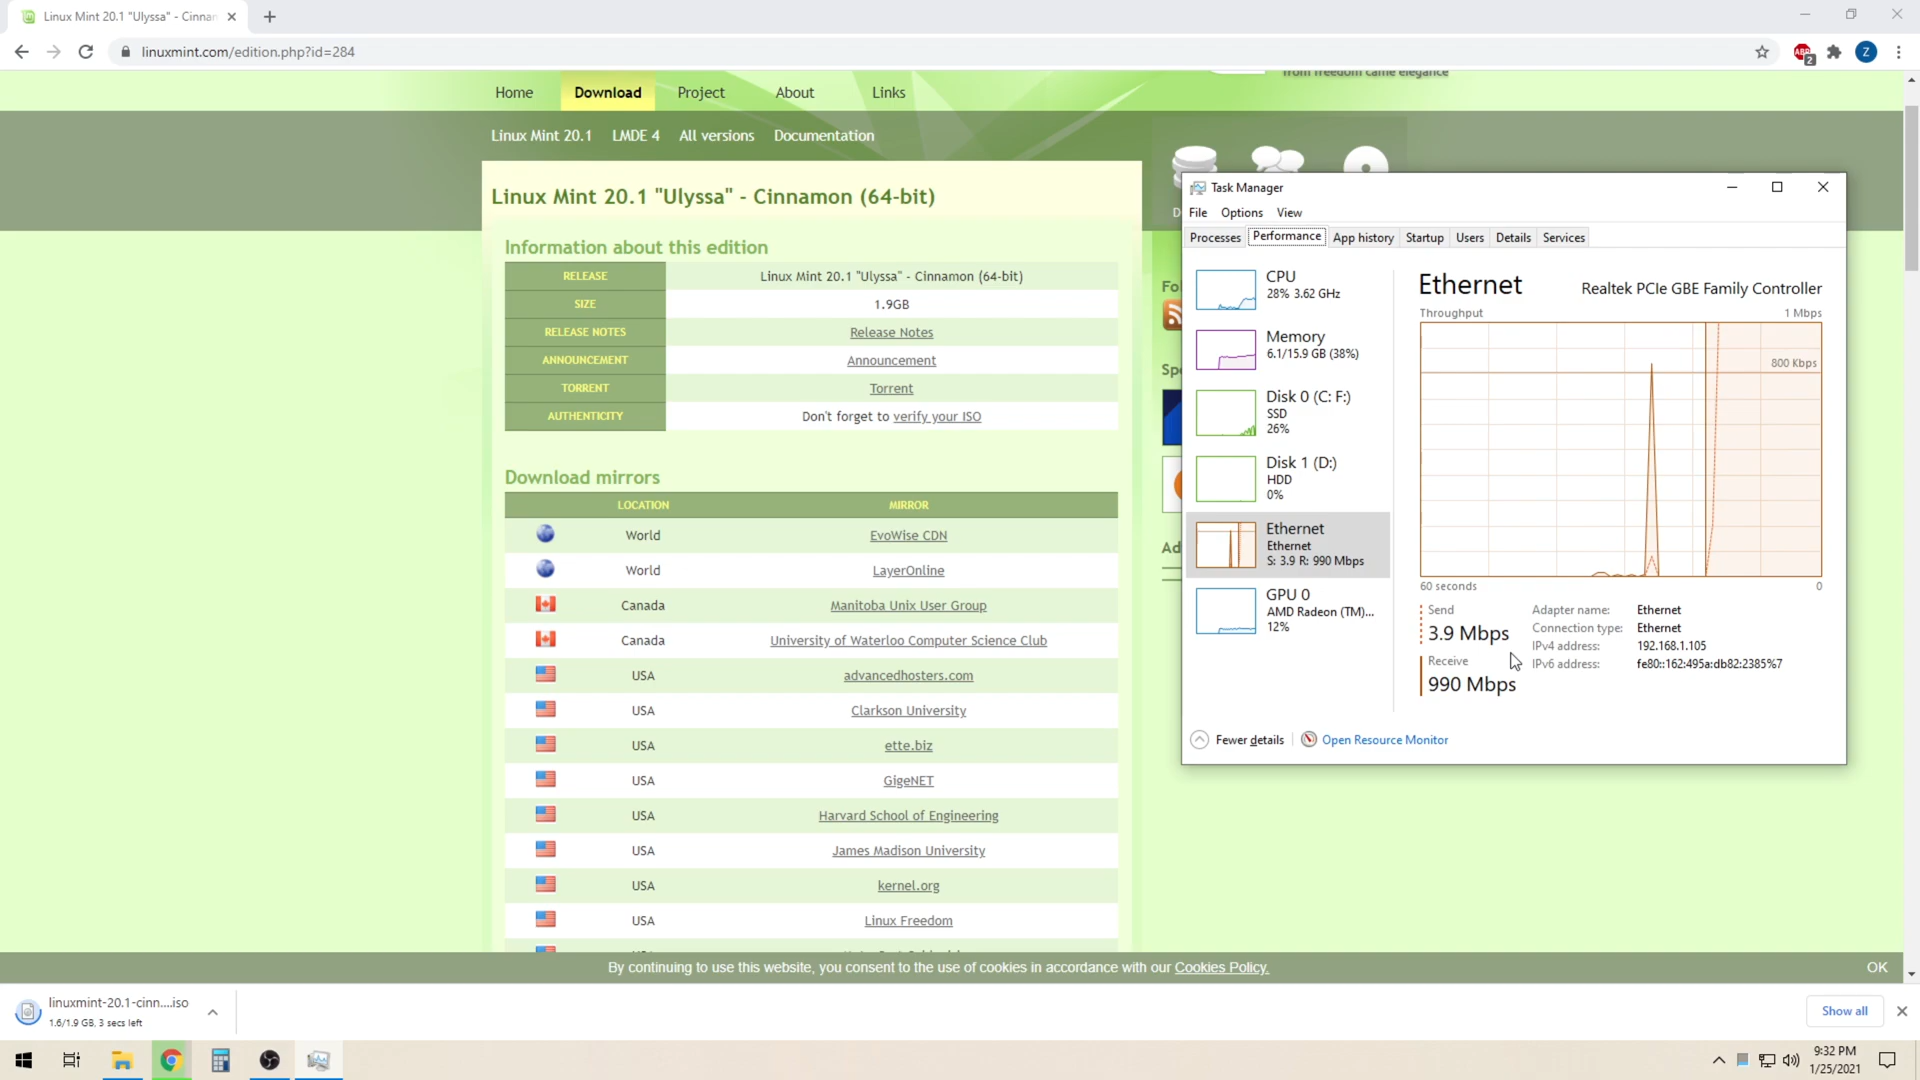 Linux Mint 20.1 "Ulyssa" - Cinnar
linuxmint.com/edition.php?id=284
ABP
2
Z
from freedom came elegance
Home
Download
Project
About
Links
Linux Mint 20.1
LMDE 4
All versions
Documentation
Linux Mint 20.1 "Ulyssa" - Cinnamon (64-bit)
Information about this edition
RELEASE
Linux Mint 20.1 "Ulyssa" - Cinnamon (64-bit)
SIZE
1.9GB
RELEASE NOTES
Release Notes
ANNOUNCEMENT
Announcement
TORRENT
Torrent
AUTHENTICITY
Don't forget to verify your ISO
Download mirrors
LOCATION
MIRROR
World
EvoWise CDN
World
LayerOnline
Canada
Manitoba Unix User Group
Canada
University of Waterloo Computer Science Club
USA
advancedhosters.com
USA
Clarkson University
USA
ette.biz
USA
GigeNET
USA
Harvard School of Engineering
USA
James Madison University
USA
kernel.org
USA
Linux Freedom
D
Fo
Spe
Ad
Task Manager
File
Options
View
Processes
Performance
App history
Startup
Users
Details
Services
CPU
28% 3.62 GHz
Memory
6.1/15.9 GB (38%)
Disk 0 (C: F:)
SSD
26%
Disk 1 (D:)
HDD
0%
Ethernet
Ethernet
S: 3.9 R: 990 Mbps
GPU 0
AMD Radeon (TM)...
12%
Ethernet
Realtek PCIe GBE Family Controller
Throughput
1 Mbps
800 Kbps
60 seconds
0
Send
3.9 Mbps
Receive
990 Mbps
Adapter name:
Ethernet
Connection type:
Ethernet
IPv4 address:
192.168.1.105
IPv6 address:
fe80::162:495a:db82:2385%7
Fewer details
Open Resource Monitor
By continuing to use this website, you consent to the use of cookies in accordance with our Cookies Policy.
OK
linuxmint-20.1-cinn....iso
1.6/1.9 GB, 3 secs left
Show all
9:32 PM
1/25/2021